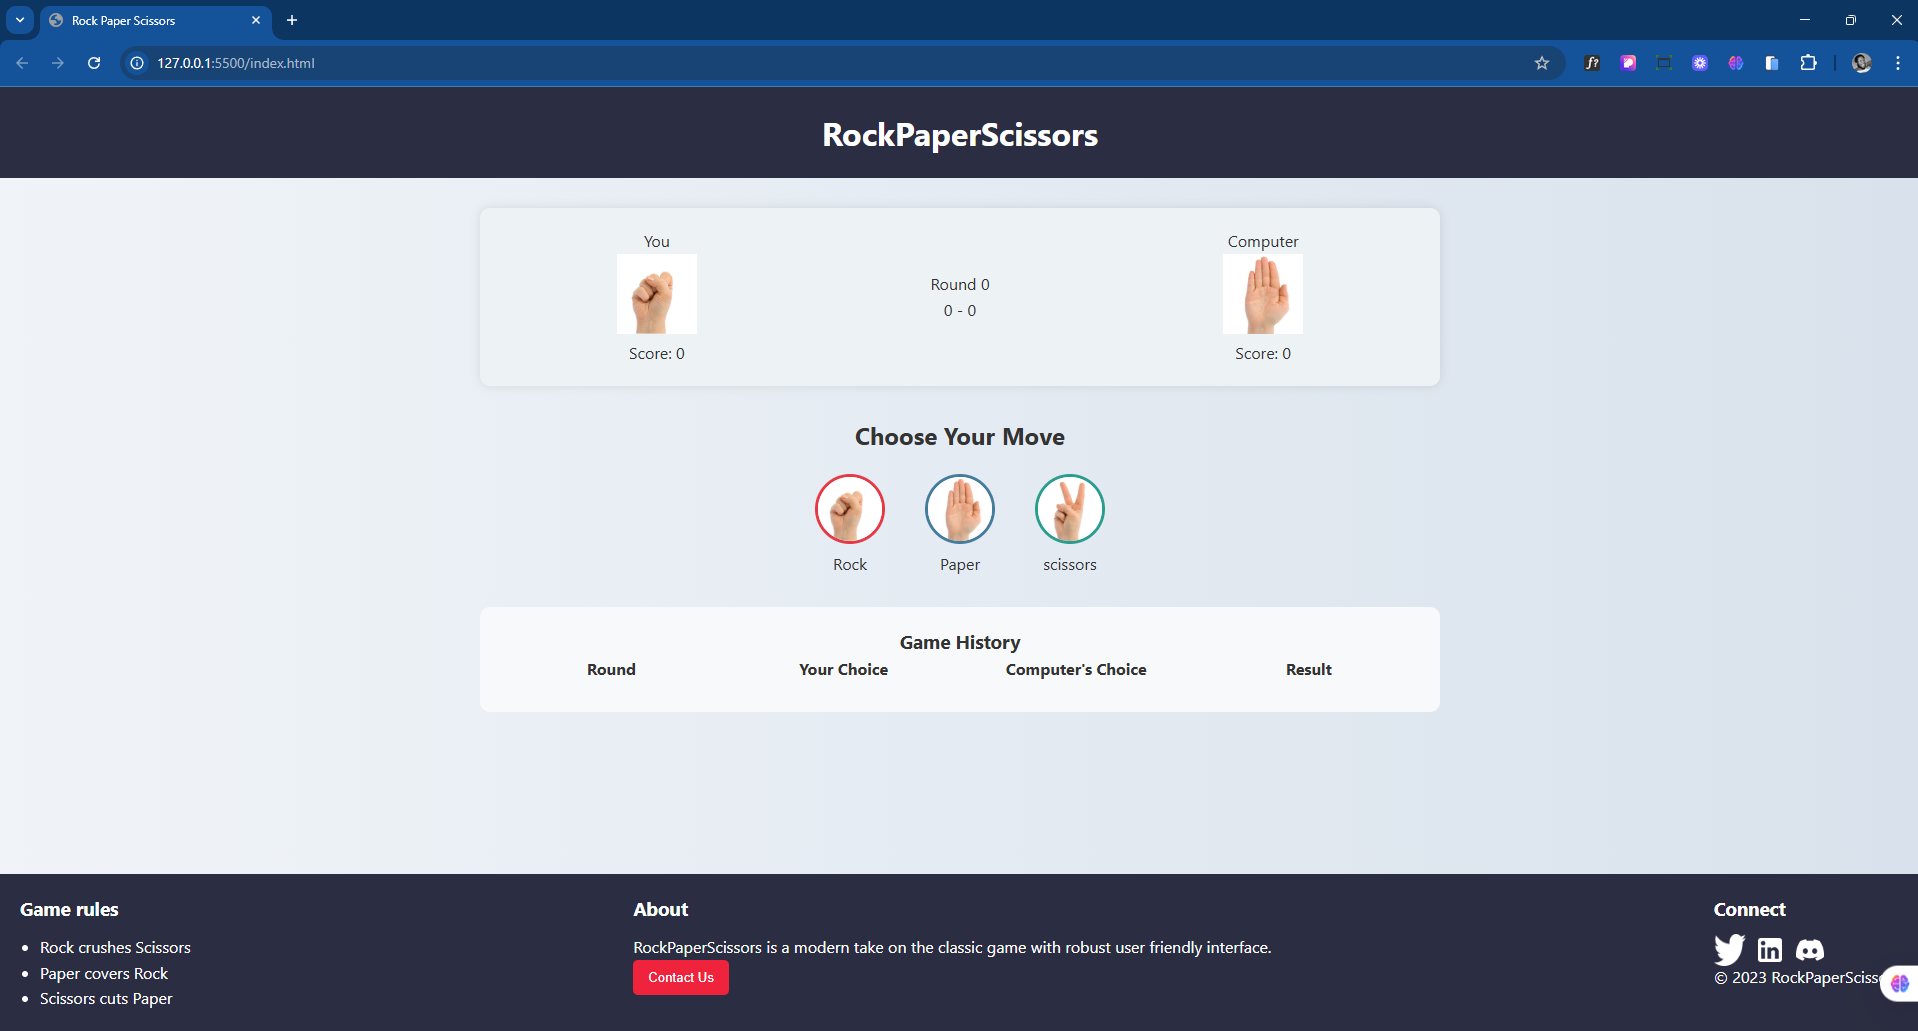 Rock Paper Scissors
127.0.0.1:5500/index.html
f?
RockPaperScissors
You
Computer
Round 0
0 - 0
Score: 0
Score: 0
Choose Your Move
Rock
Paper
scissors
Game History
Round
Your Choice
Computer's Choice
Result
Game rules
Rock crushes Scissors
Paper covers Rock
Scissors cuts Paper
About
RockPaperScissors is a modern take on the classic game with robust user friendly interface.
Contact Us
Connect
in
© 2023 RockPaperSciss